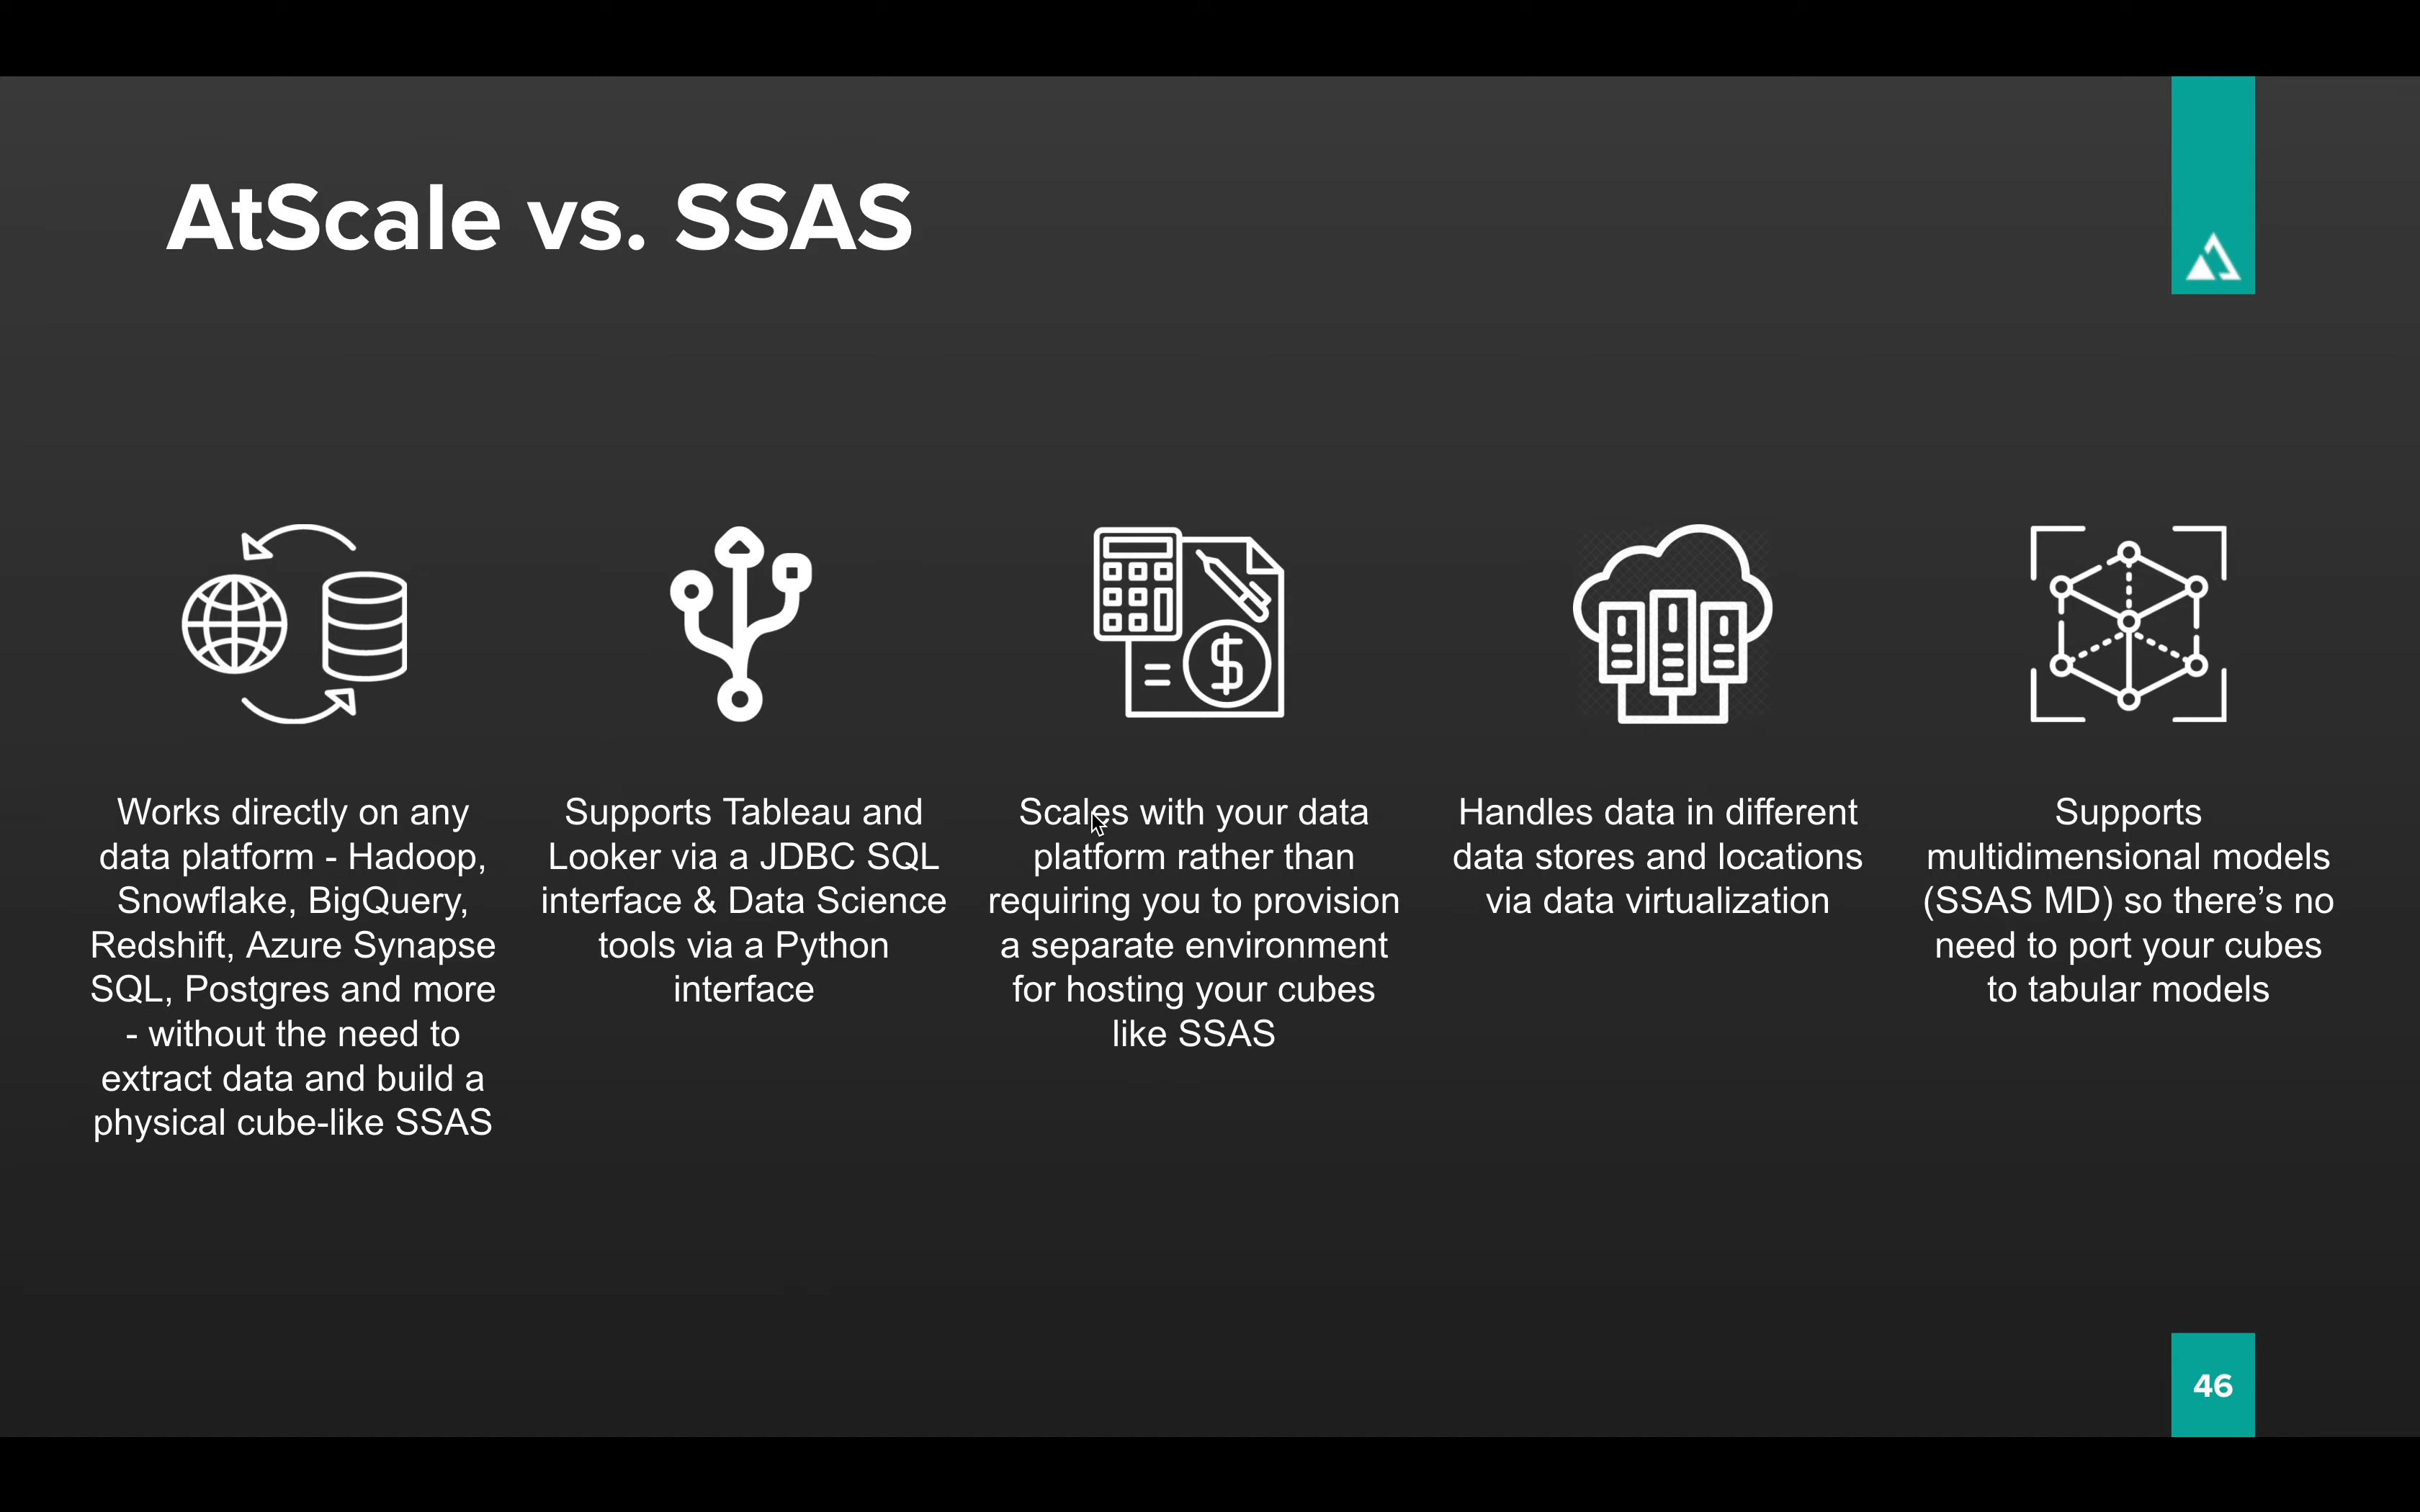 AtScale vs. SSAS
Works directly on any
data platform - Hadoop,
Snowflake, BigQuery,
Redshift, Azure Synapse
SQL, Postgres and more
- without the need to
extract data and build a
physical cube-like SSAS
Supports Tableau and
Looker via a JDBC SQL
interface & Data Science
tools via a Python
interface
Scales with your data
platform rather than
requiring you to provision
a separate environment
for hosting your cubes
like SSAS
Handles data in different
data stores and locations
via data virtualization
Supports
multidimensional models
(SSAS MD) so there’s no
need to port your cubes
to tabular models
46